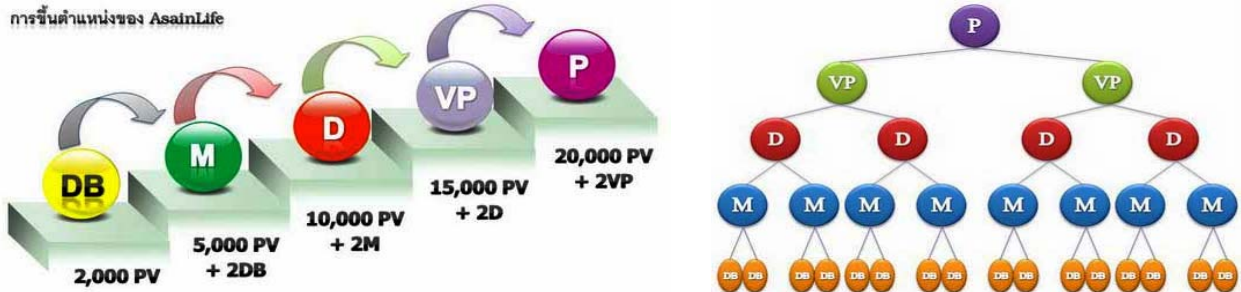 การขึ้นตำแหน่งของ AsainLife
DB
M
D
VP
P
2,000 PV
5,000 PV
+ 2DB
10,000 PV
+ 2M
15,000 PV
+ 2D
20,000 PV
+ 2VP
P
VP VP
D D D D
M M M M M M M M
DB DB DB DB DB DB DB DB DB DB DB DB DB DB DB DB